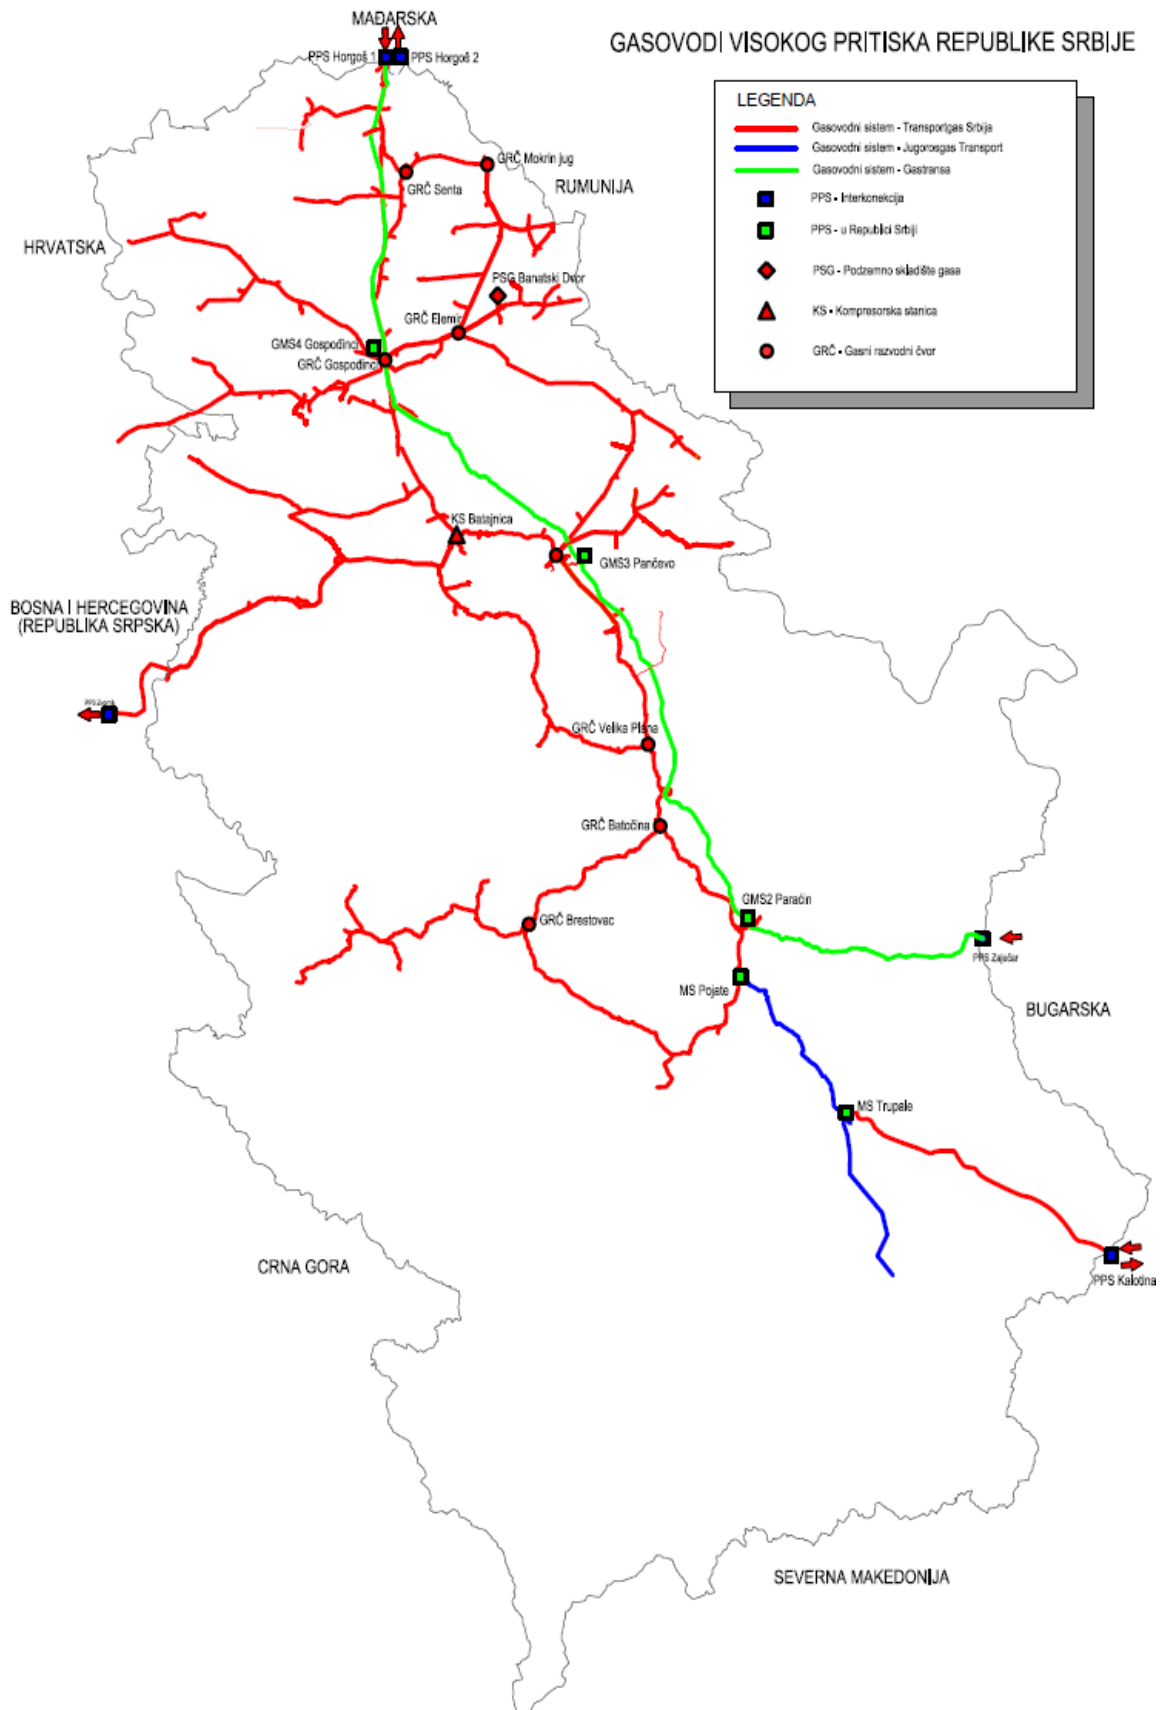 MAĐARSKA
GASOVODI VISOKOG PRITISKA REPUBLIKE SRBIJE
PPS Horgoš 1
PPS Horgoš 2
LEGENDA
Gasovodni sistem - Transportgas Srbija
Gasovodni sistem - Jugorosgas Transport
Gasovodni sistem - Gastransa
PPS - Interkonekcija
PPS - u Republici Srbiji
PSG - Podzemno skladište gasa
KS - Kompresorska stanica
GRČ - Gasni razvodni čvor
GRČ Mokrin jug
GRČ Senta
RUMUNIJA
HRVATSKA
PSG Banatski Dvor
GRČ Elemir
GMS4 Gospođinci
GRČ Gospođinci
KS Batajnica
GMS3 Pančevo
BOSNA I HERCEGOVINA
(REPUBLIKA SRPSKA)
PPS Zvornik
GRČ Velika Plana
GRČ Batočina
GMS2 Paraćin
GRČ Brestovac
PPS Zaječar
MS Pojate
BUGARSKA
MS Trupale
CRNA GORA
PPS Kalotina
SEVERNA MAKEDONIJA